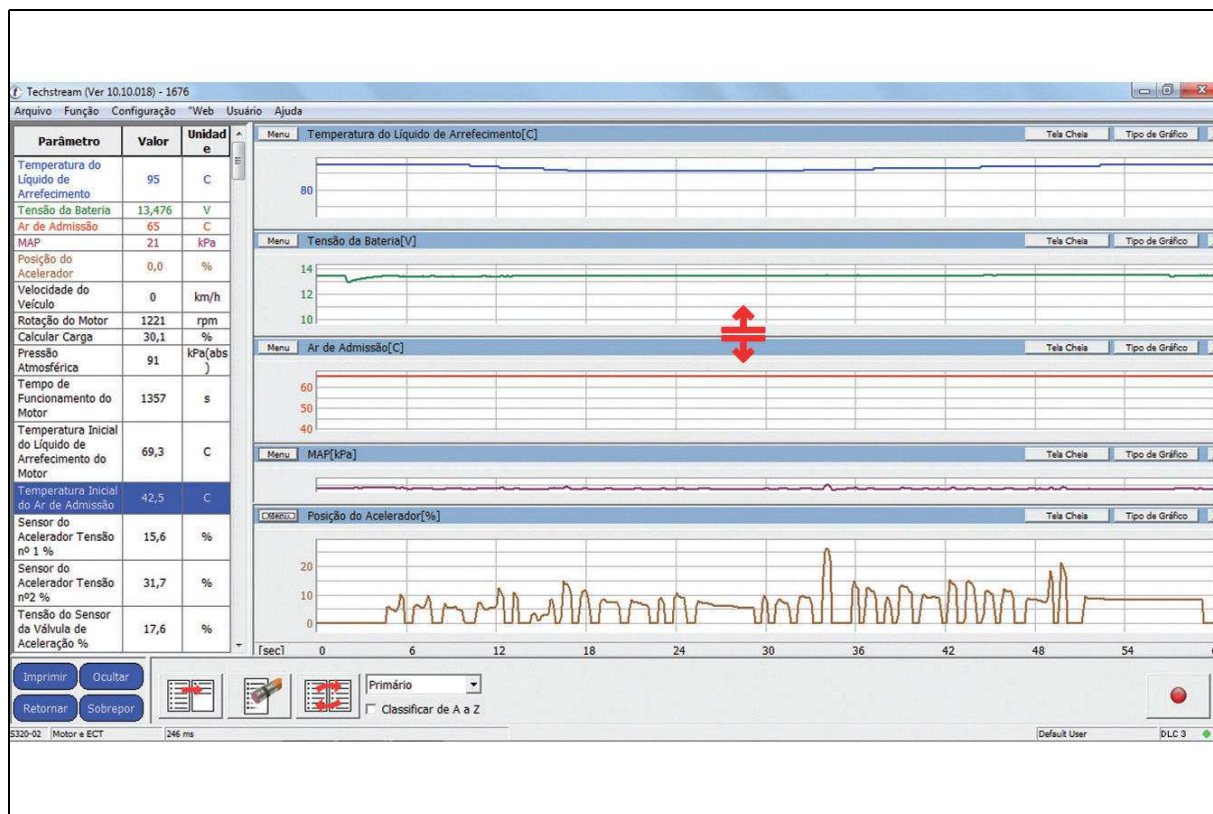 Techstream (Ver 10.10.018) - 1676
Arquivo Função Configuração "Web Usuário Ajuda
Parâmetro Valor Unidad
e
Temperatura do
Líquido de
Arrefecimento
95 C
Tensão da Bateria 13,476 V
Ar de Admissão 65 C
MAP 21 kPa
Posição do
Acelerador
0,0 %
Velocidade do
Veículo
0 km/h
Rotação do Motor 1221 rpm
Calcular Carga 30,1 %
Pressão
Atmosférica
91 kPa(abs
)
Tempo de
Funcionamento do
Motor
1357 s
Temperatura Inicial
do Líquido de
Arrefecimento do
Motor
69,3 C
Temperatura Inicial
do Ar de Admissão
42,5 C
Sensor do
Acelerador Tensão
nº 1 %
15,6 %
Sensor do
Acelerador Tensão
nº2 %
31,7 %
Tensão do Sensor
da Válvula de
Aceleração %
17,6 %
Menu Temperatura do Líquido de Arrefecimento[C] Tela Cheia Tipo de Gráfico
80
Menu Tensão da Bateria[V] Tela Cheia Tipo de Gráfico
14
12
10
Menu Ar de Admissão[C] Tela Cheia Tipo de Gráfico
60
50
40
Menu MAP[kPa] Tela Cheia Tipo de Gráfico
Menu Posição do Acelerador[%] Tela Cheia Tipo de Gráfico
20
10
0
[sec] 0 6 12 18 24 30 36 42 48 54
Imprimir Ocultar
Retornar Sobrepor
Primário
Classificar de A a Z
S320-02 Motor e ECT 246 ms Default User DLC 3